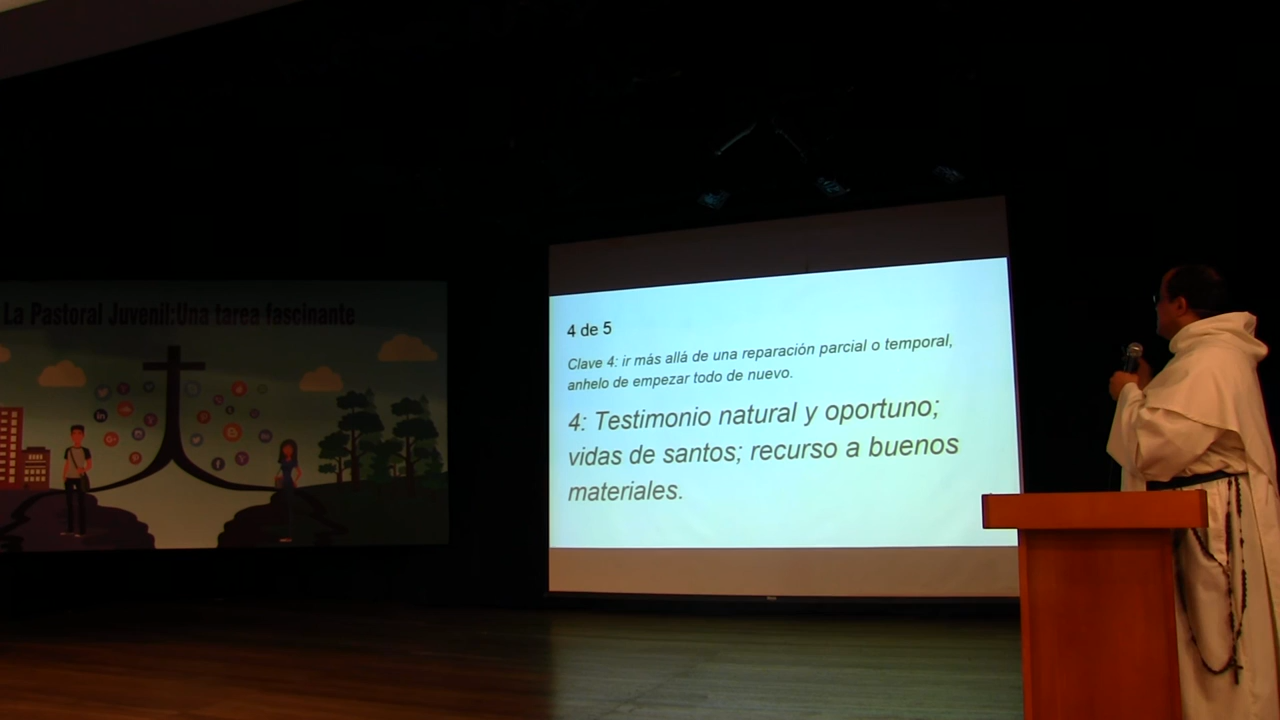 La Pastoral Juvenil:Una tarea fascinante
4 de 5
Clave 4: ir más allá de una reparación parcial o temporal,
anhelo de empezar todo de nuevo.
4: Testimonio natural y oportuno;
vidas de santos; recurso a buenos
materiales.